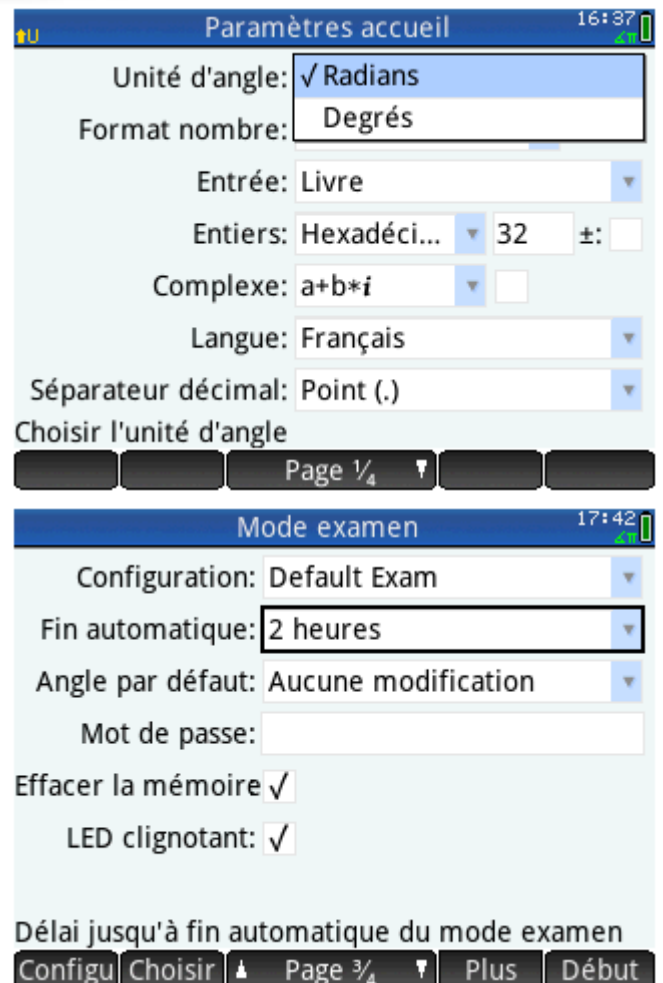 Paramètres accueil 16:37
U ∡π
Unité d'angle: √ Radians
Degrés
Format nombre:
Entrée: Livre
Entiers: Hexadéci... 32 ±:
Complexe: a+b*i
Langue: Français
Séparateur décimal: Point (.)
Choisir l'unité d'angle
Page ¹⁄₄
Mode examen 17:42
∡π
Configuration: Default Exam
Fin automatique: 2 heures
Angle par défaut: Aucune modification
Mot de passe:
Effacer la mémoire √
LED clignotant: √
Délai jusqu'à fin automatique du mode examen
Configu Choisir Page ¾ Plus Début